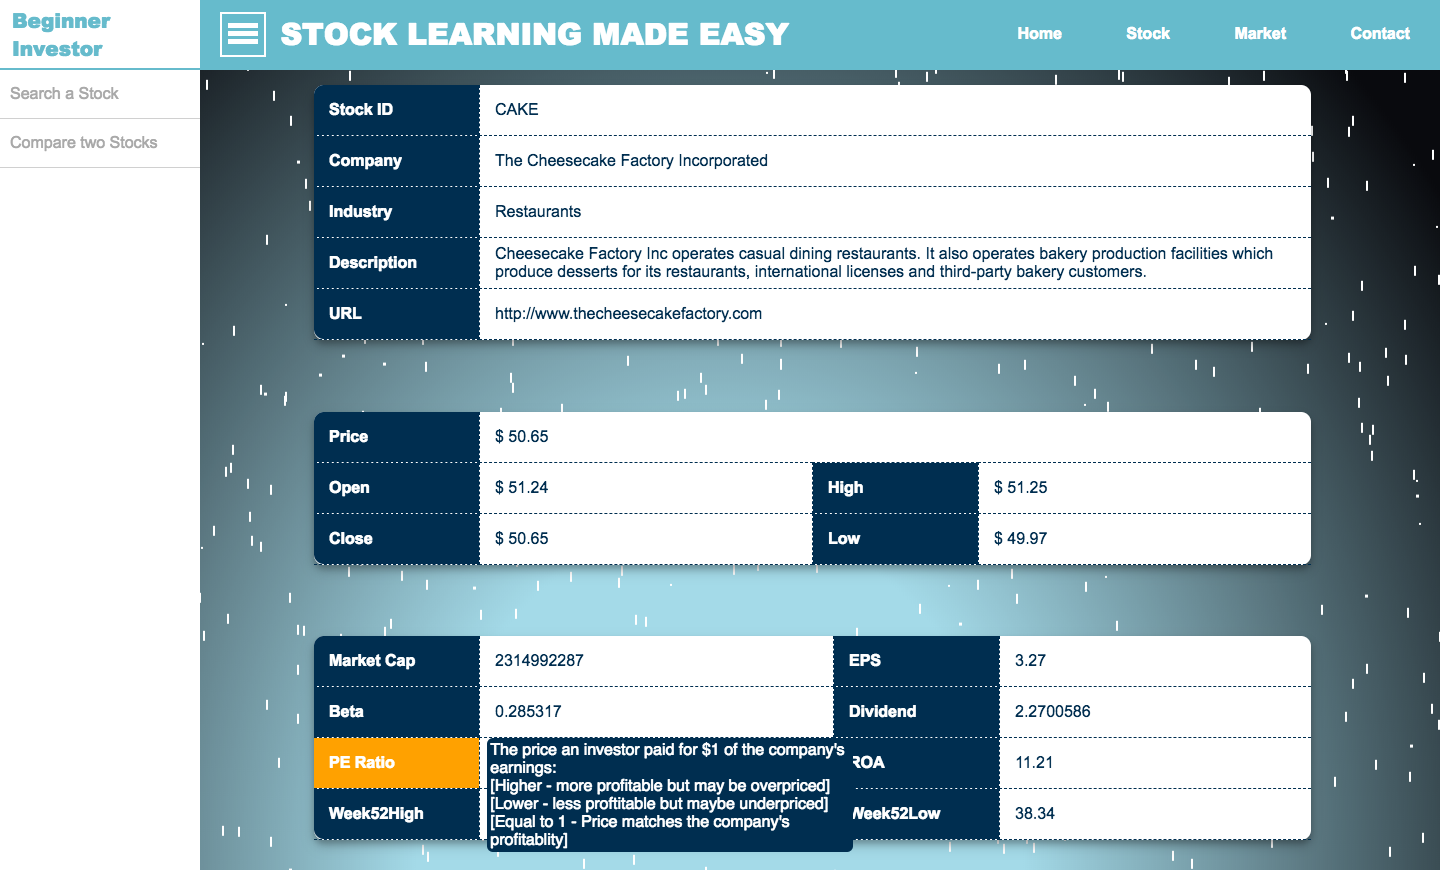 Beginner
Investor
Search a Stock
Compare two Stocks
STOCK LEARNING MADE EASY
Home Stock Market Contact
Stock ID CAKE
Company The Cheesecake Factory Incorporated
Industry Restaurants
Description Cheesecake Factory Inc operates casual dining restaurants. It also operates bakery production facilities which
produce desserts for its restaurants, international licenses and third-party bakery customers.
URL http://www.thecheesecakefactory.com
Price $ 50.65
Open $ 51.24 High $ 51.25
Close $ 50.65 Low $ 49.97
Market Cap 2314992287 EPS 3.27
Beta 0.285317 Dividend 2.2700586
PE Ratio ROA 11.21
Week52High Week52Low 38.34
The price an investor paid for $1 of the company's
earnings:
[Higher - more profitable but may be overpriced]
[Lower - less proftitable but maybe underpriced]
[Equal to 1 - Price matches the company's
profitablity]